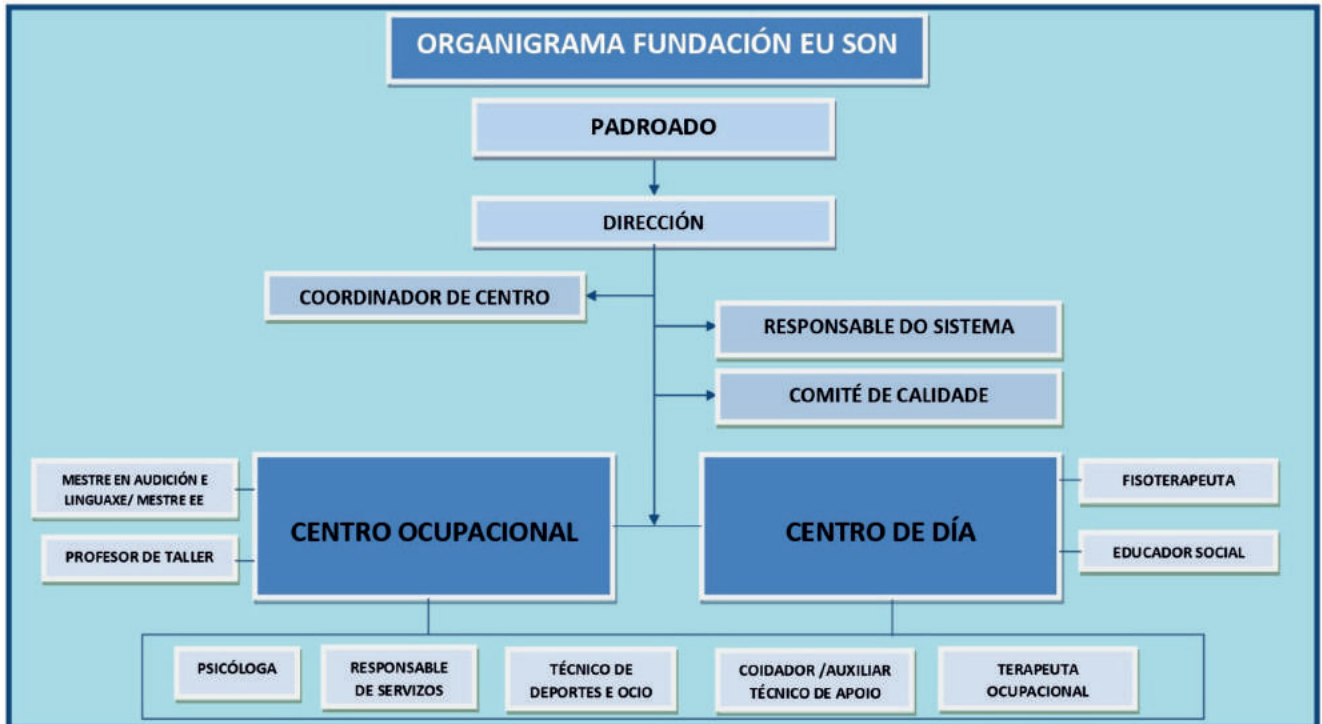 ORGANIGRAMA FUNDACIÓN EU SON
PADROADO
DIRECCIÓN
COORDINADOR DE CENTRO
RESPONSABLE DO SISTEMA
COMITÉ DE CALIDADE
MESTRE EN AUDICIÓN E
LINGUAXE/ MESTRE EE
PROFESOR DE TALLER
CENTRO OCUPACIONAL
CENTRO DE DÍA
FISOTERAPEUTA
EDUCADOR SOCIAL
PSICÓLOGA
RESPONSABLE
DE SERVIZOS
TÉCNICO DE
DEPORTES E OCIO
COIDADOR /AUXILIAR
TÉCNICO DE APOIO
TERAPEUTA
OCUPACIONAL